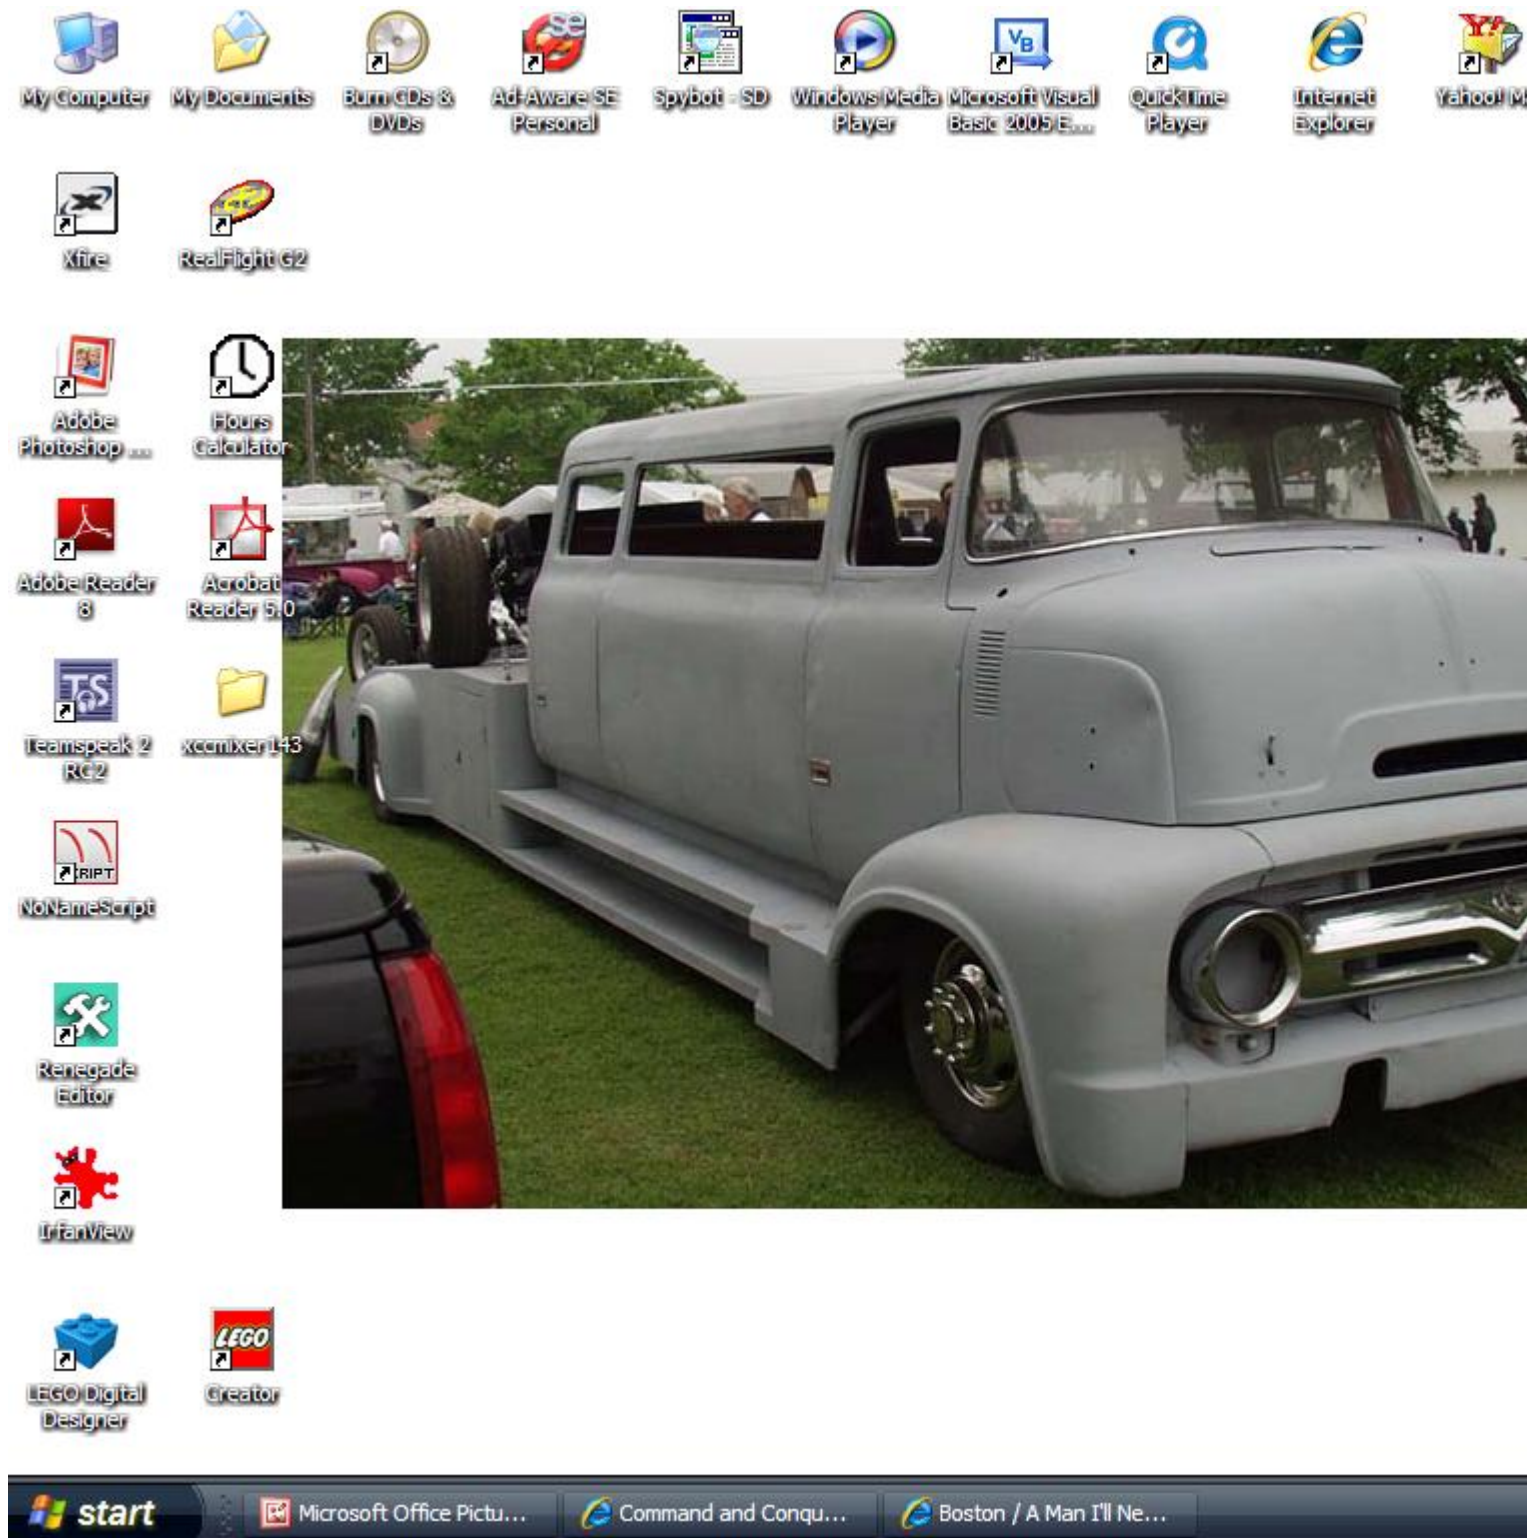 My Computer
My Documents
Burn CDs &
DVDs
Ad-Aware SE
Personal
Spybot - SD
Windows Media
Player
Microsoft Visual
Basic 2005 E...
QuickTime
Player
Internet
Explorer
Yahoo! M
Xfire
RealFlight G2
Adobe
Photoshop ...
Hours
Calculator
Adobe Reader
8
Acrobat
Reader 5.0
Teamspeak 2
RC2
xccmixer143
NoNameScript
Renegade
Editor
IrfanView
LEGO Digital
Designer
LEGO
Creator
start
Microsoft Office Pictu...
Command and Conqu...
Boston / A Man I'll Ne...